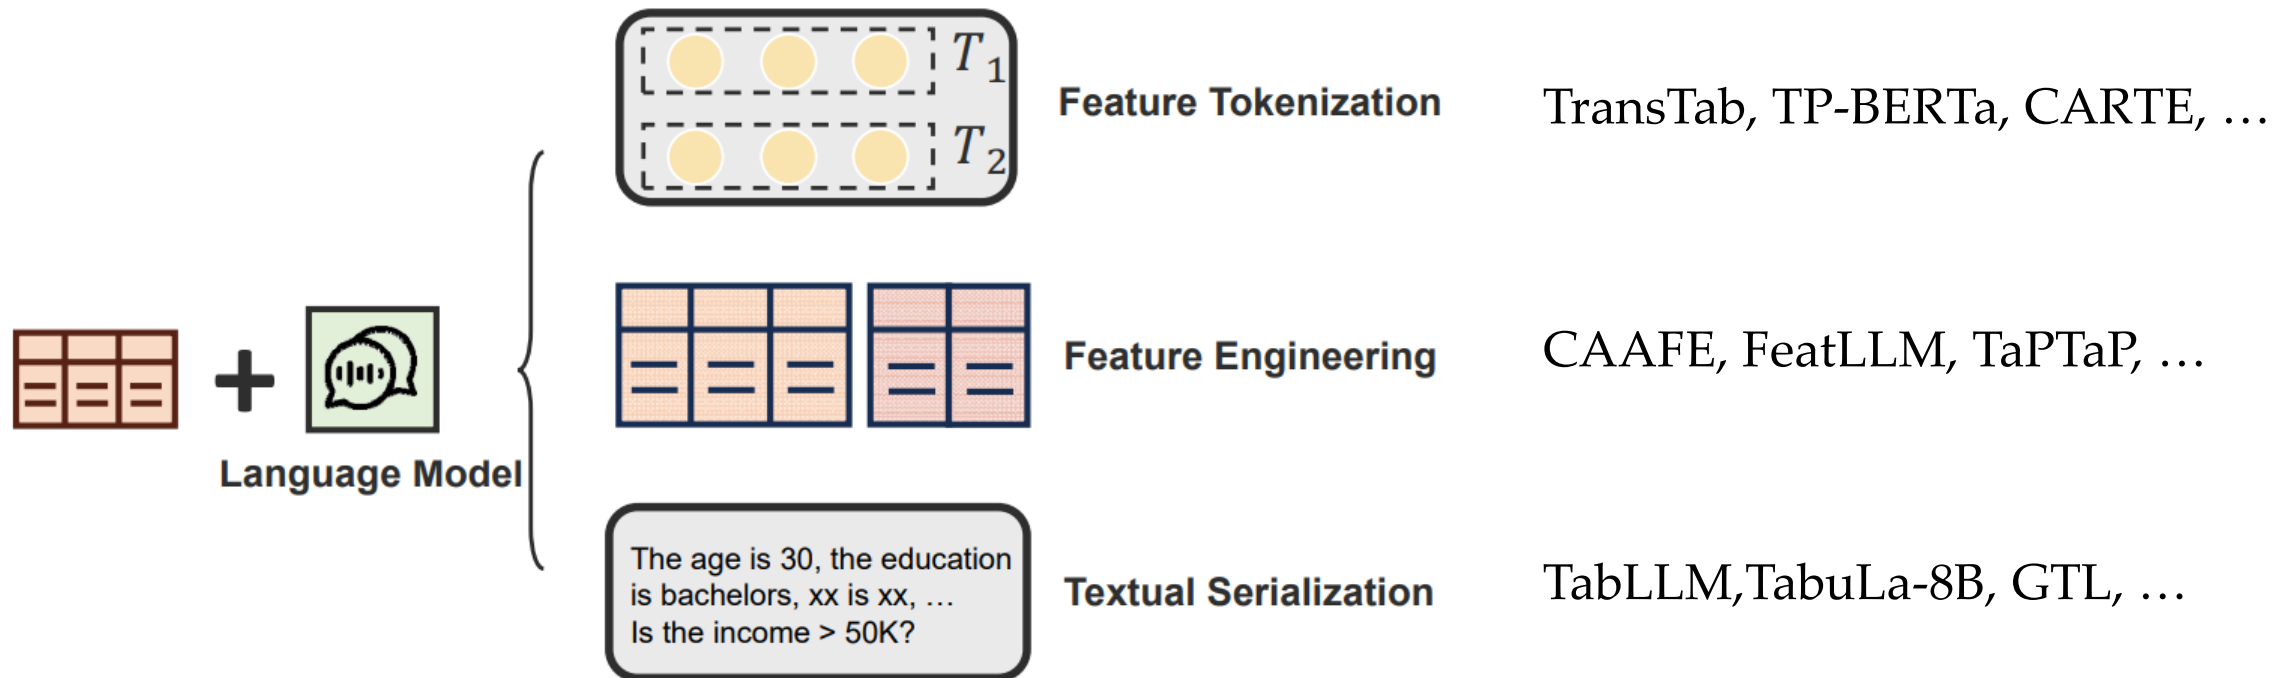 T1
T2
Feature Tokenization
TransTab, TP-BERTa, CARTE, …
Language Model
Feature Engineering
CAAFE, FeatLLM, TaPTaP, …
The age is 30, the education
is bachelors, xx is xx, …
Is the income > 50K?
Textual Serialization
TabLLM,TabuLa-8B, GTL, …